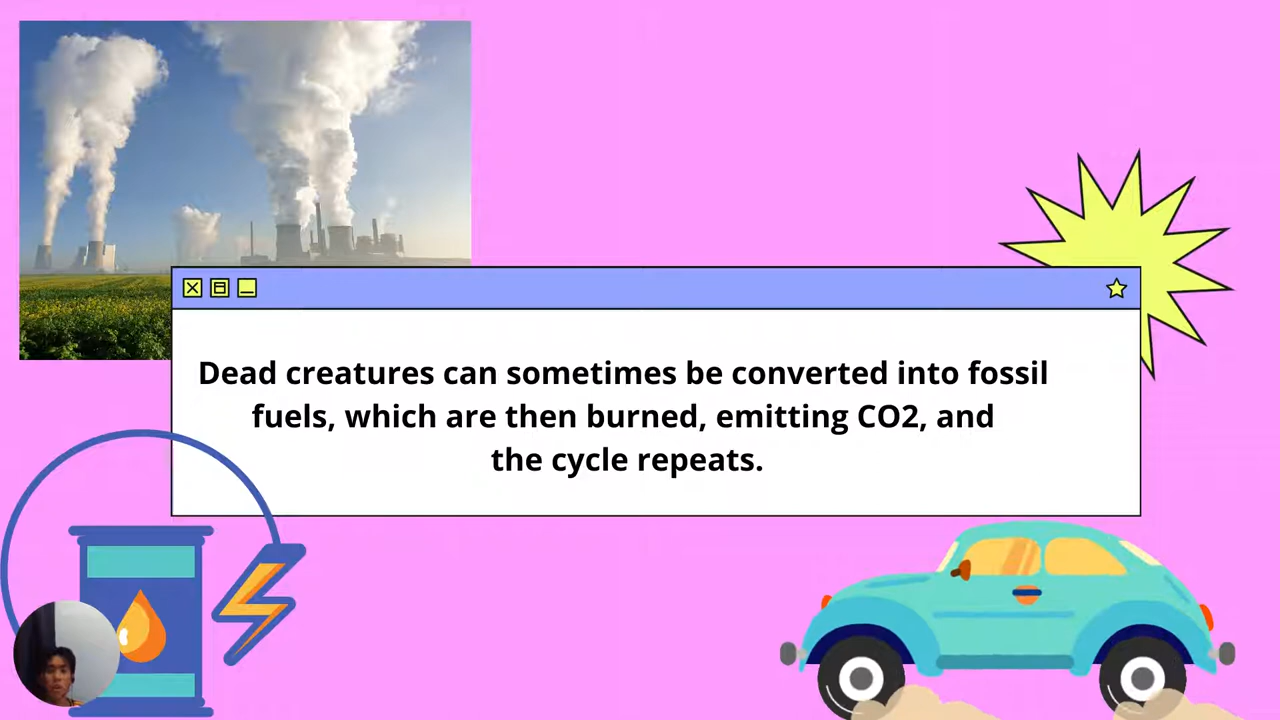 Dead creatures can sometimes be converted into fossil
fuels, which are then burned, emitting CO2, and
the cycle repeats.